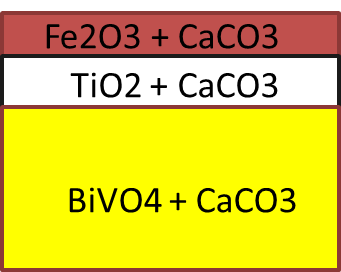 Fe2O3 + CaCO3
TiO2 + CaCO3
BiVO4 + CaCO3